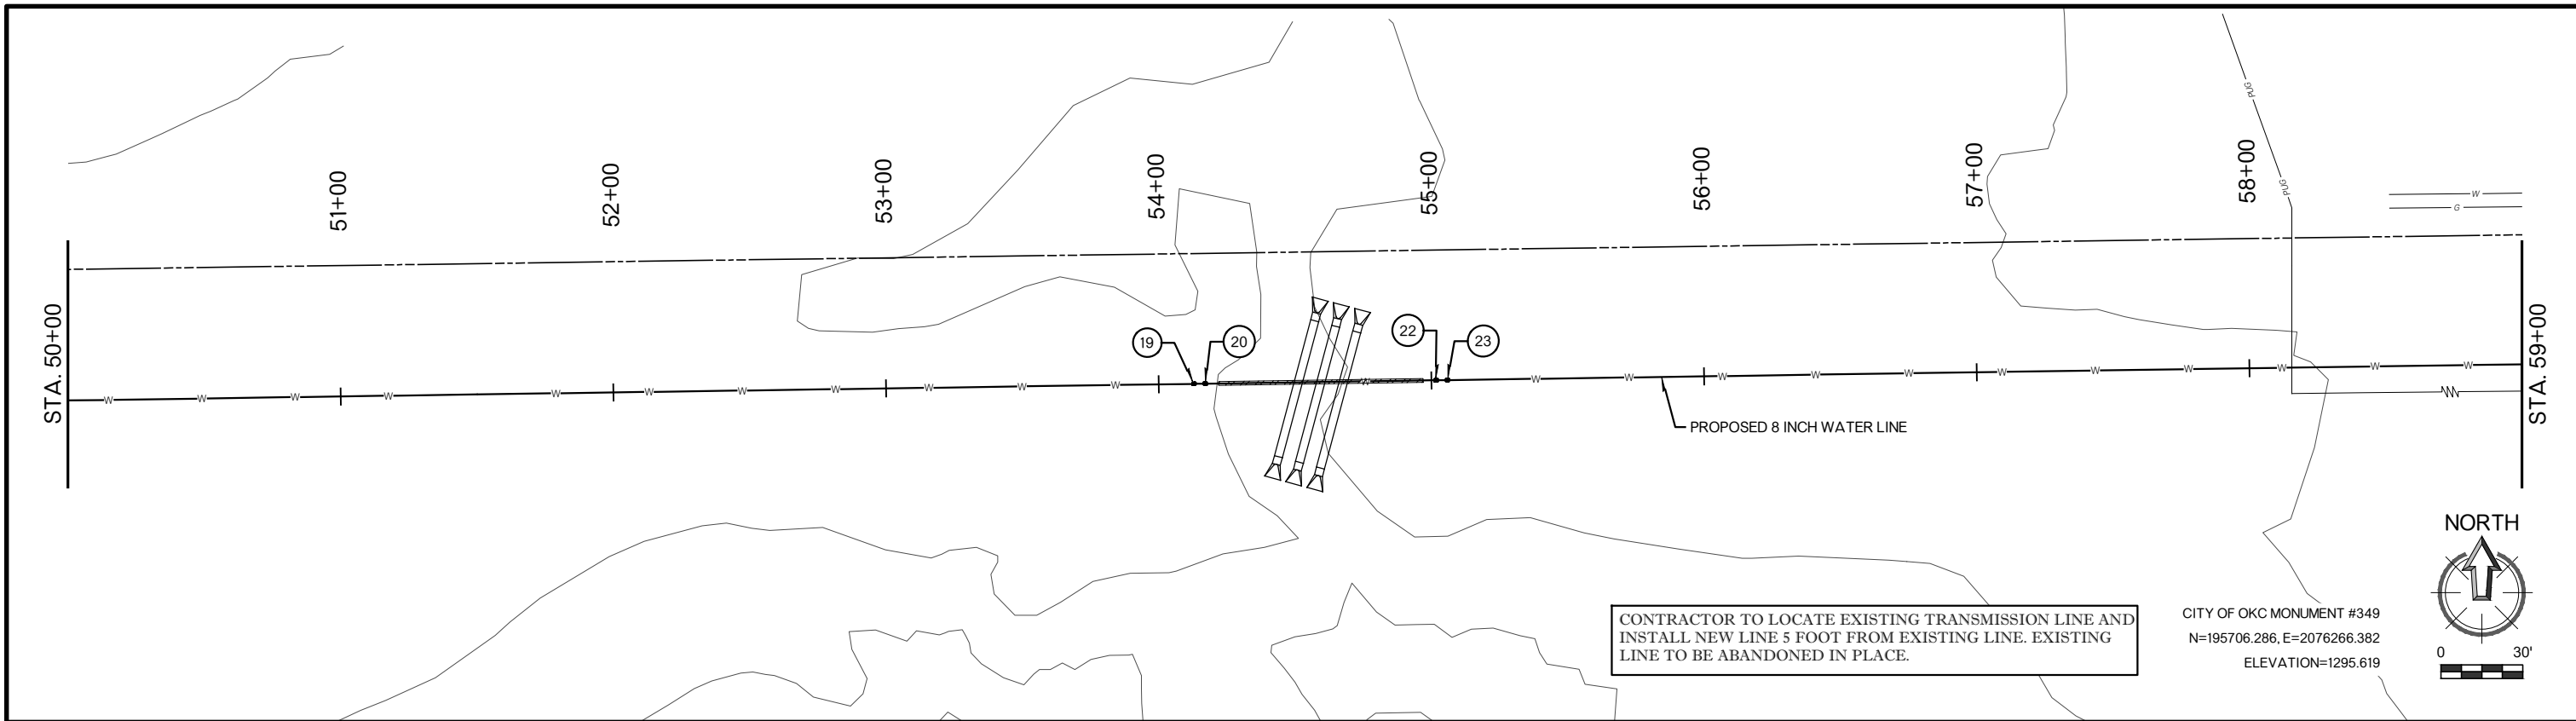 51+00
52+00
53+00
54+00
55+00
56+00
57+00
58+00
PUG
PUG
W
G
STA. 50+00
STA. 59+00
19
20
22
23
W W W W W W W W W W W W W W W W W W W W W W W W
PROPOSED 8 INCH WATER LINE
NORTH
CONTRACTOR TO LOCATE EXISTING TRANSMISSION LINE AND
INSTALL NEW LINE 5 FOOT FROM EXISTING LINE. EXISTING
LINE TO BE ABANDONED IN PLACE.
CITY OF OKC MONUMENT #349
N=195706.286, E=2076266.382
ELEVATION=1295.619
0 30'